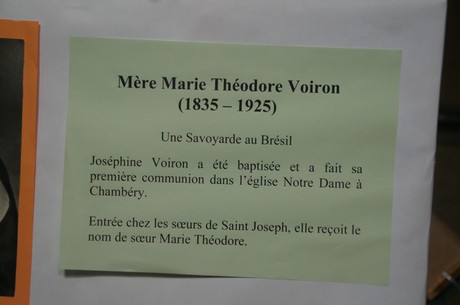 Mère Marie Théodore Voiron
(1835 – 1925)
Une Savoyarde au Brésil
Joséphine Voiron a été baptisée et a fait sa
première communion dans l'église Notre Dame à
Chambéry.
Entrée chez les sœurs de Saint Joseph, elle reçoit le
nom de sœur Marie Théodore.